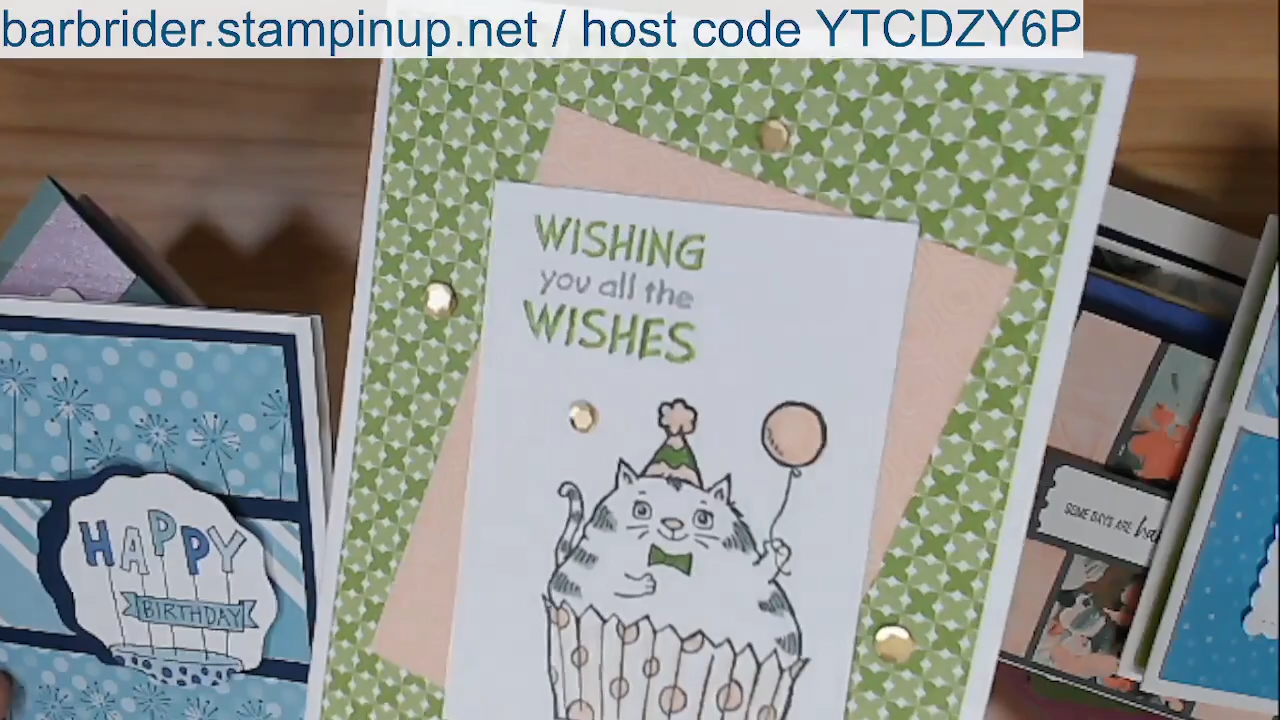 barbrider.stampinup.net / host code YTCDZY6P
WISHING
you all the
WISHES
HAPPY
BIRTHDAY
SOME DAYS ARE